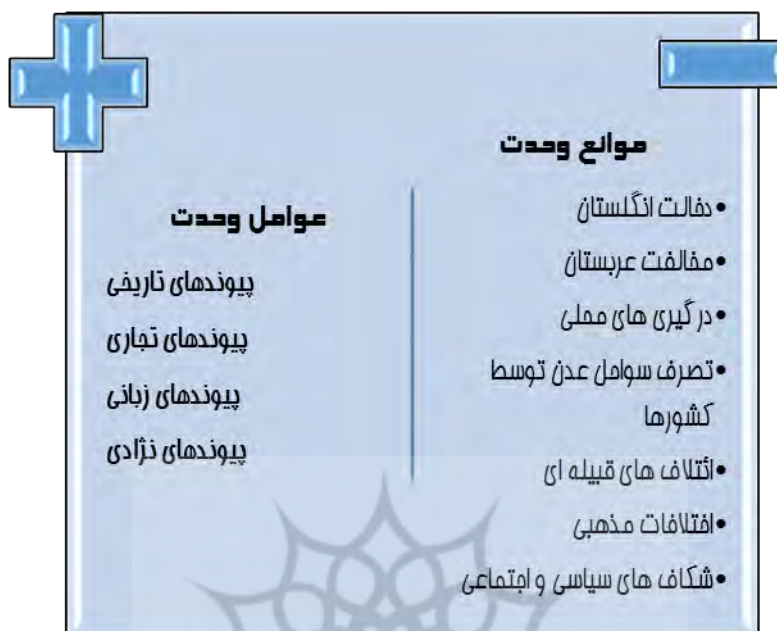 موانع وحدت
•دخالت انگلستان
•مخالفت عربستان
•درگیری های محلی
•تصرف سواحل عدن توسط
کشورها
•ائتلاف های قبیله ای
•اختلافات مذهبی
•شکاف های سیاسی و اجتماعی
عوامل وحدت
پیوندهای تاریخی
پیوندهای تجاری
پیوندهای زبانی
پیوندهای نژادی